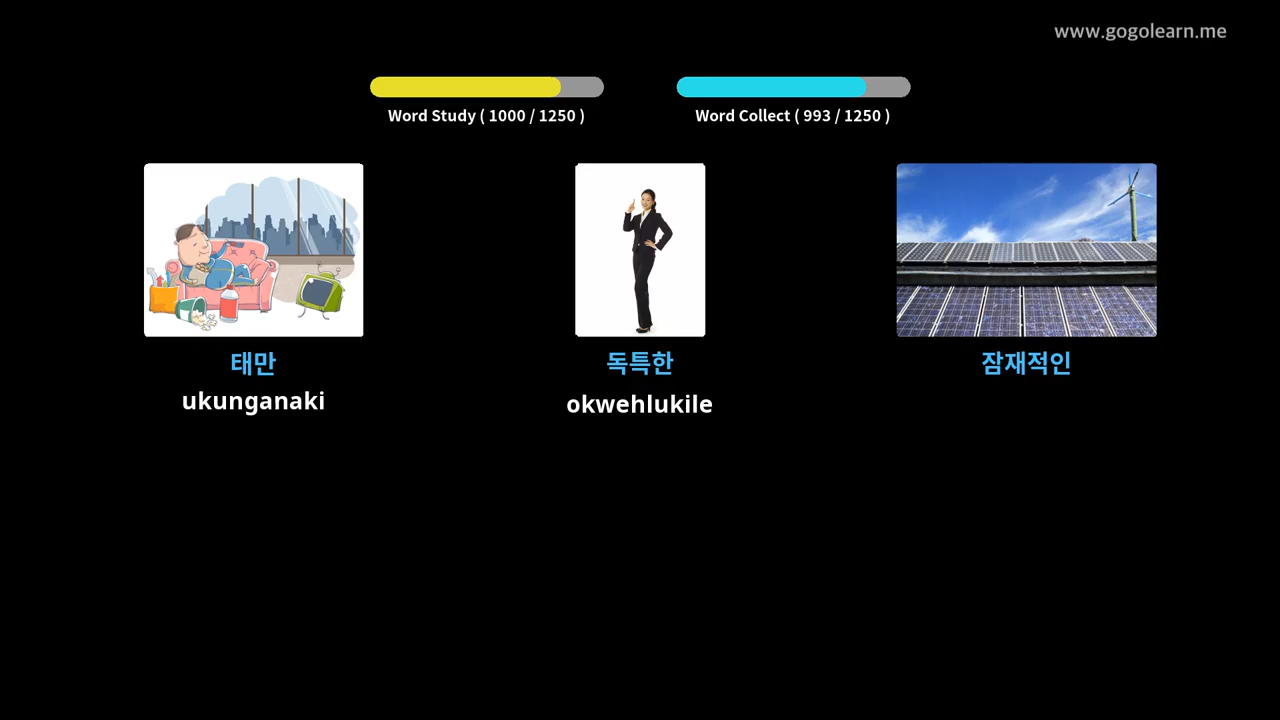 www.gogolearn.me
Word Study ( 1000 / 1250 )
Word Collect ( 993 / 1250 )
태만
독특한
잠재적인
ukunganaki
okwehlukile